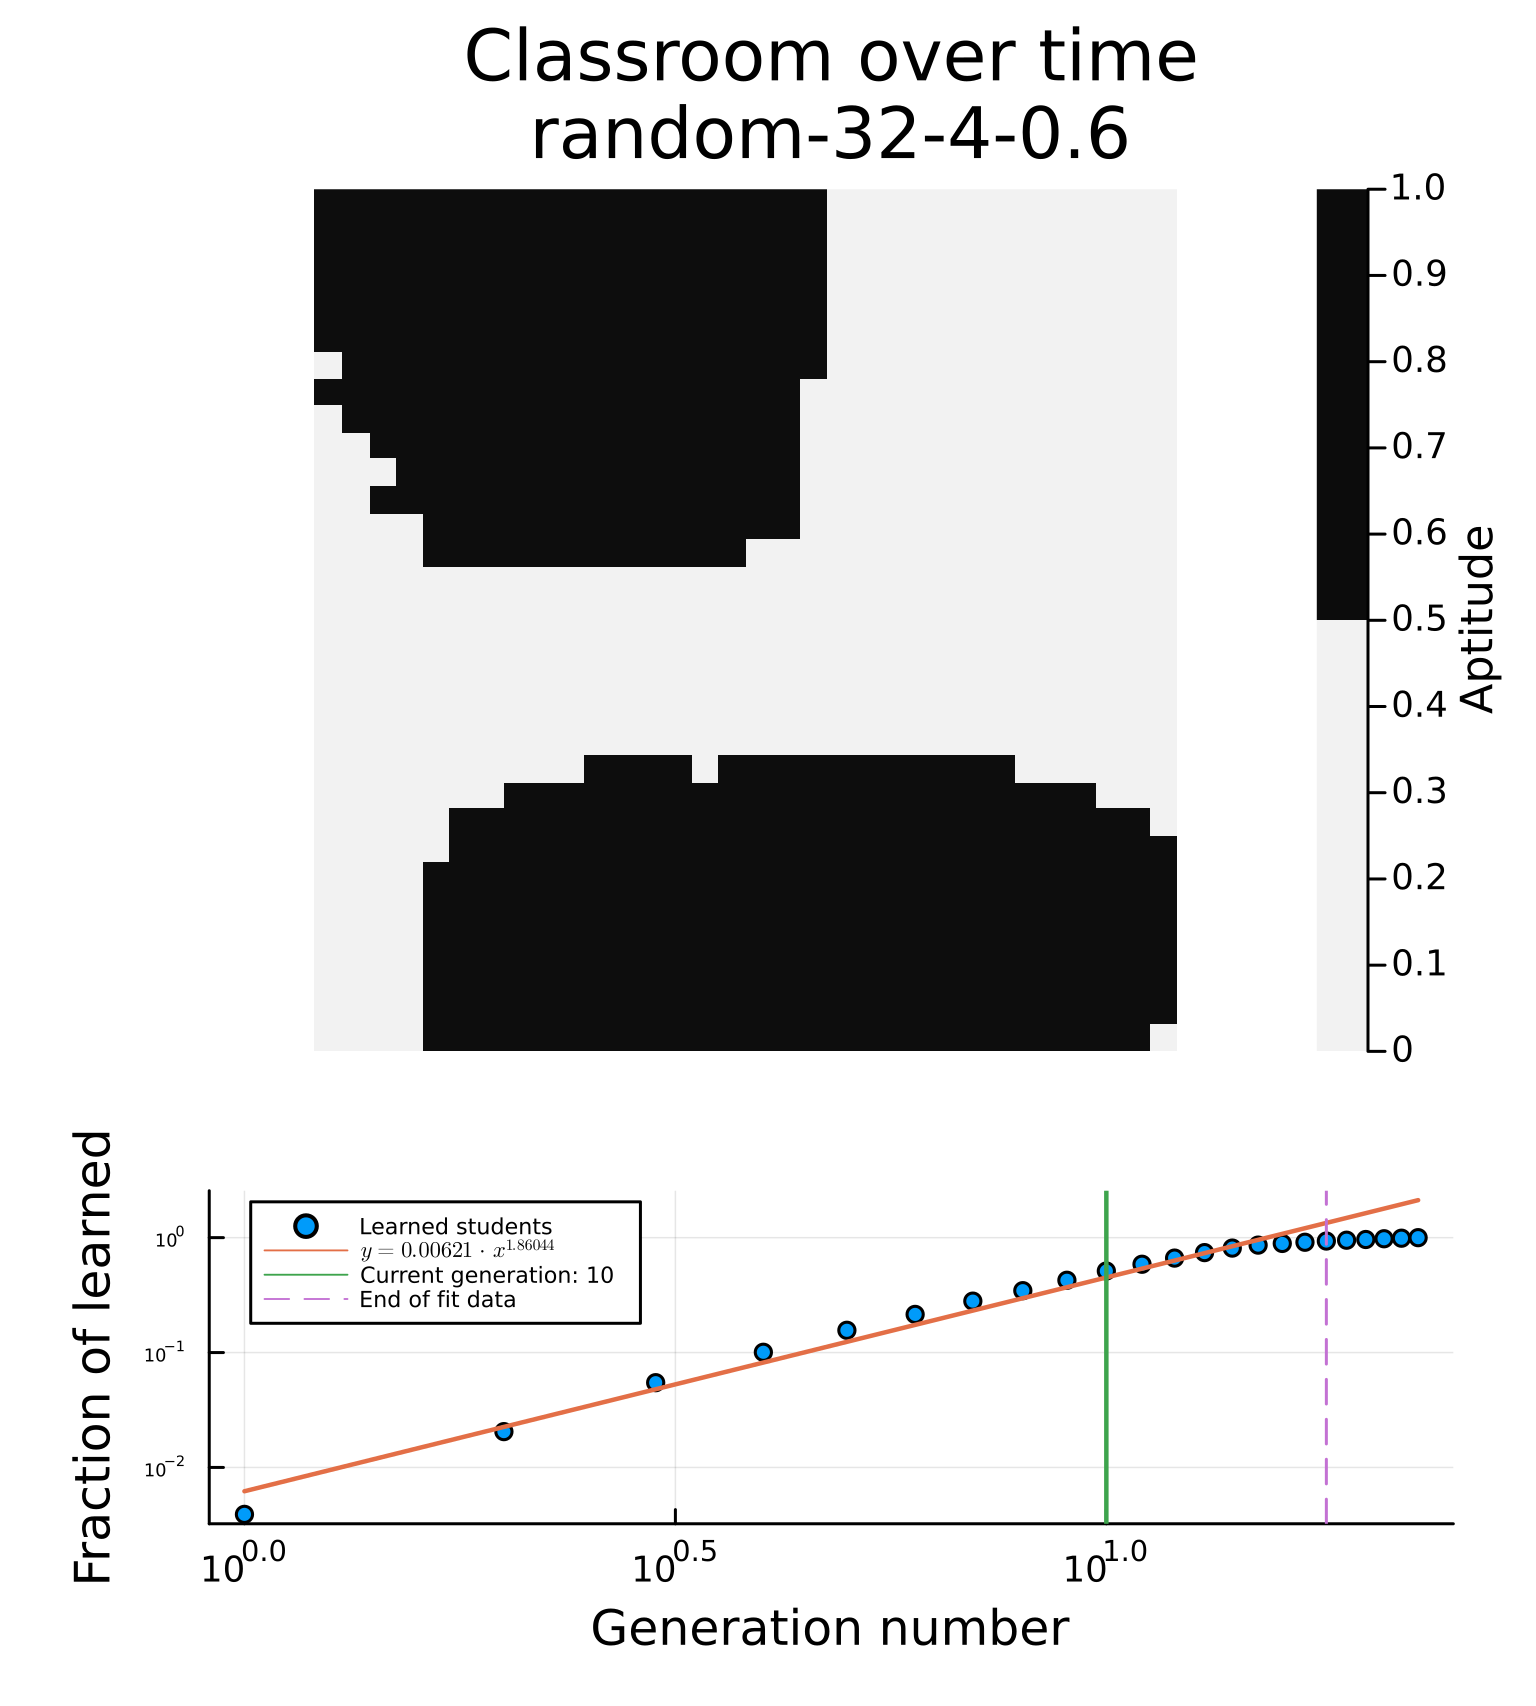 Classroom over time
random-32-4-0.6
1.0
0.9
0.8
0.7
0.6
0.5
0.4
0.3
0.2
0.1
0
Aptitude
Fraction of learned
10^0
10^−1
10^−2
Learned students
y = 0.00621 · x^1.86044
Current generation: 10
End of fit data
10^0.0 10^0.5 10^1.0
Generation number